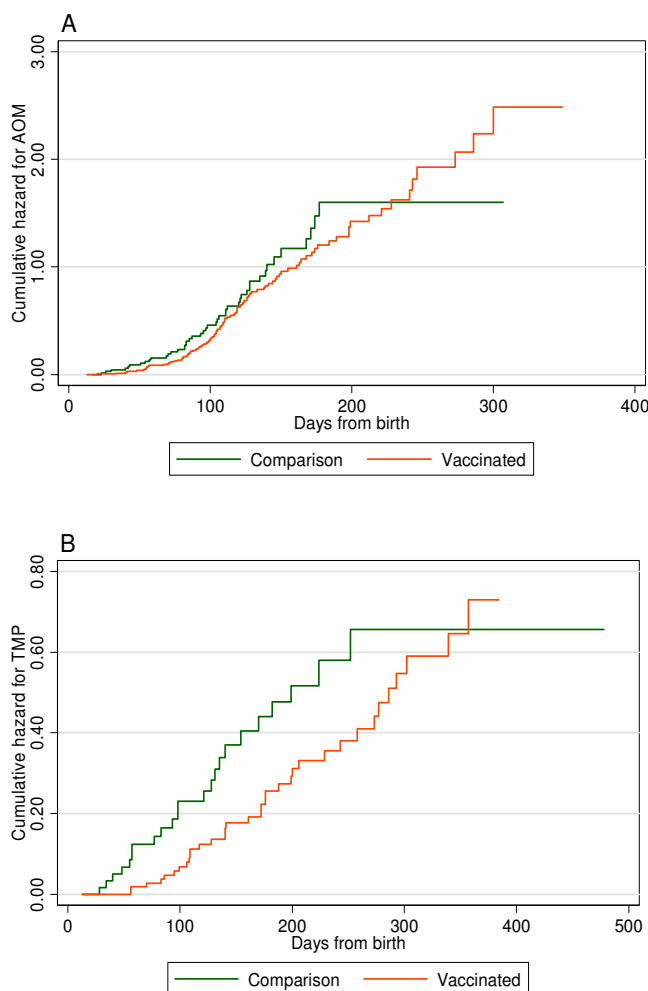 A
Cumulative hazard for AOM
3.00
2.00
1.00
0.00
0 100 200 300 400
Days from birth
Comparison Vaccinated
B
Cumulative hazard for TMP
0.80
0.60
0.40
0.20
0.00
0 100 200 300 400 500
Days from birth
Comparison Vaccinated